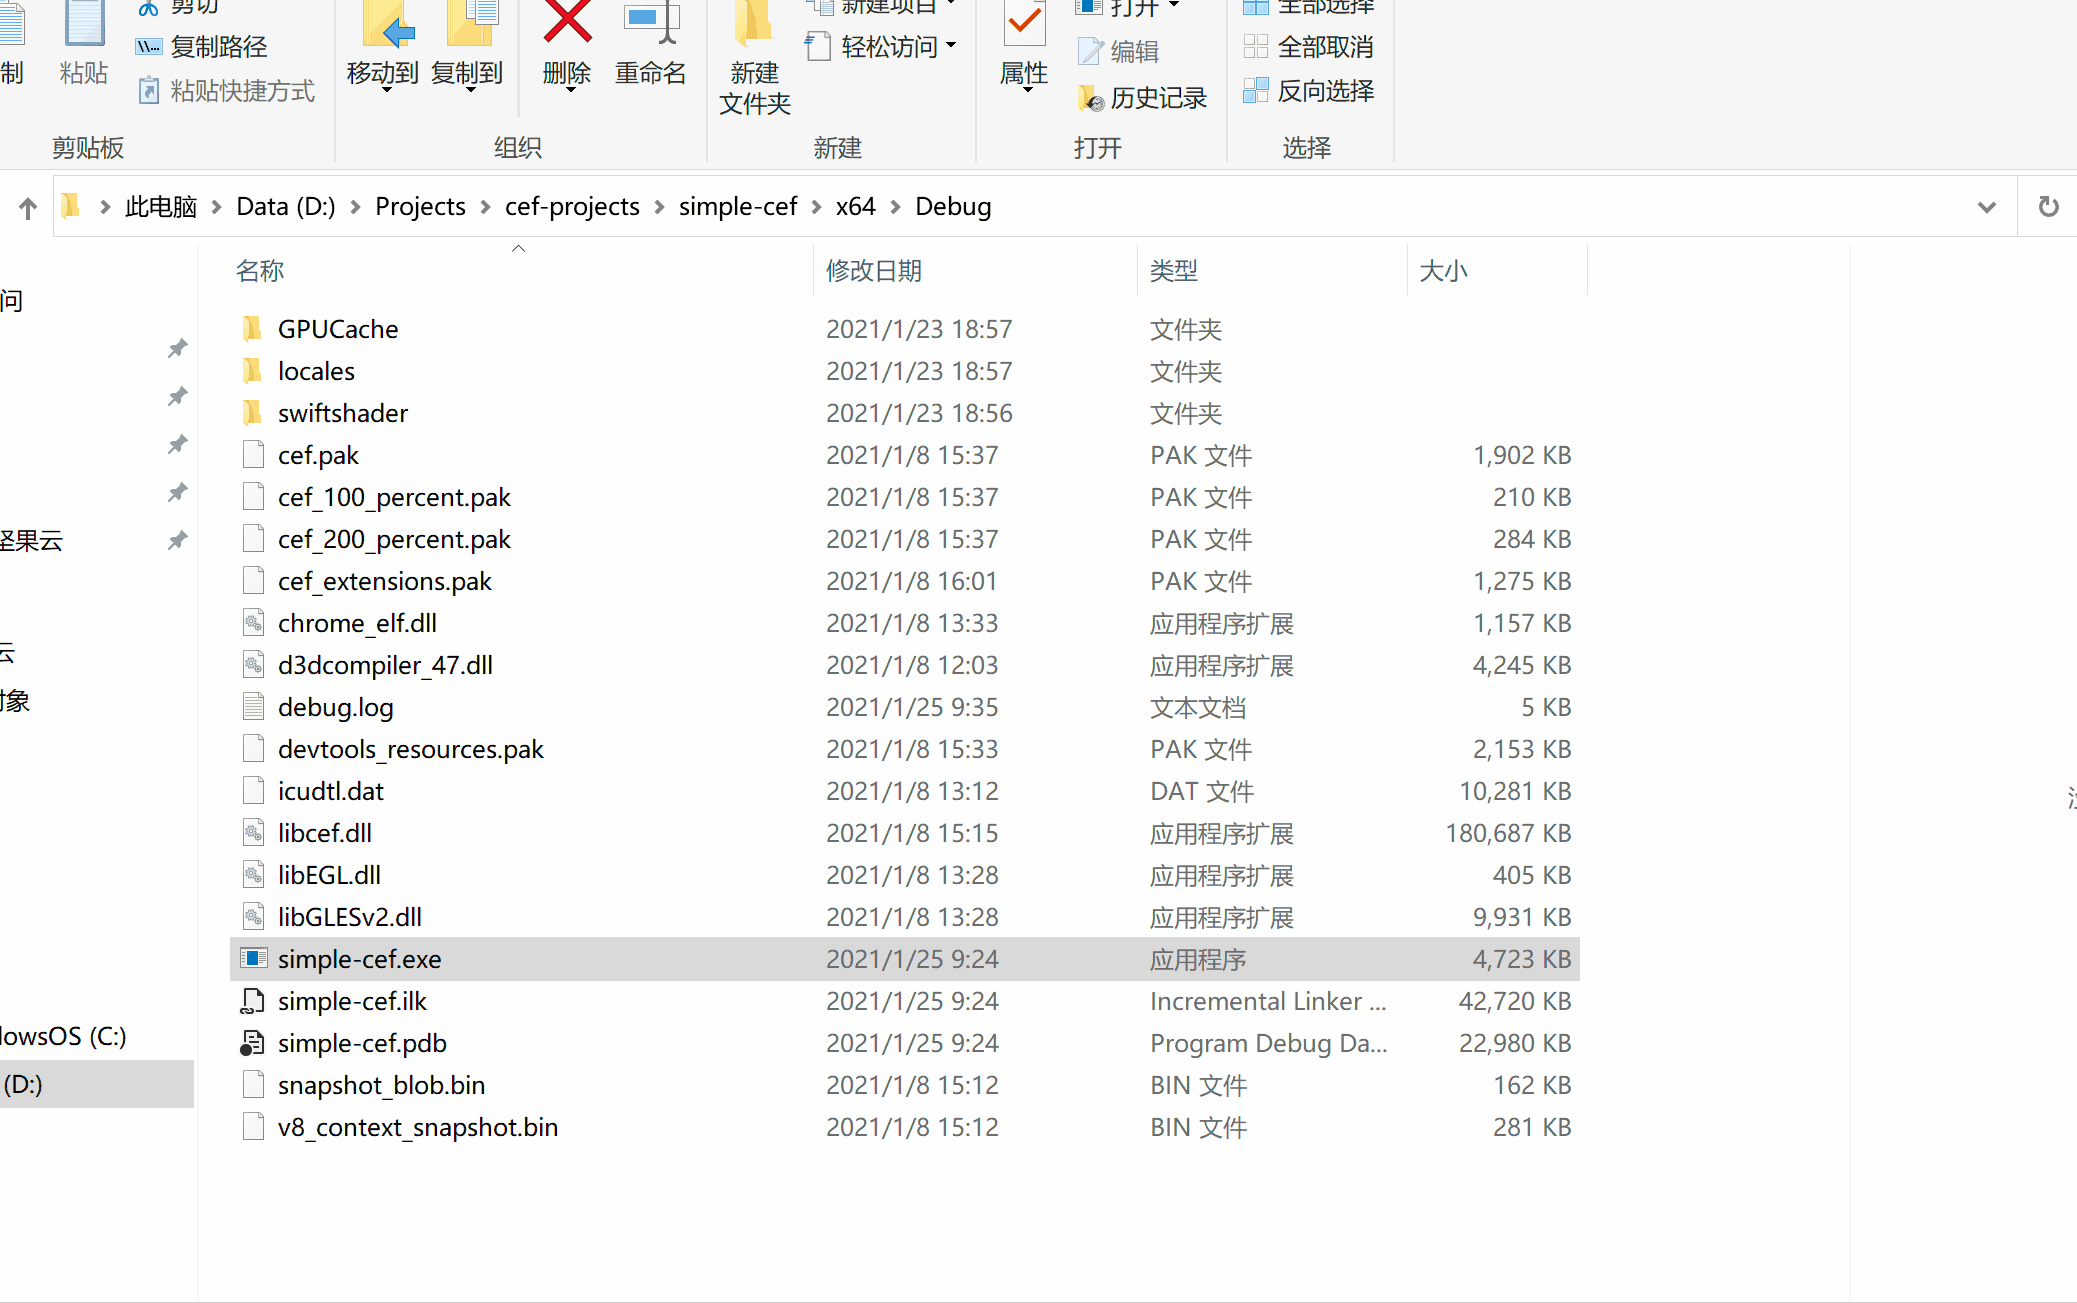 剪切
复制路径
粘贴快捷方式
制
粘贴
剪贴板
移动到
复制到
删除
重命名
组织
新建
文件夹
新建项目
轻松访问
新建
属性
打开
编辑
历史记录
打开
全部选择
全部取消
反向选择
选择
此电脑 Data (D:) Projects cef-projects simple-cef x64 Debug
问
坚果云
云
对象
dowsOS (C:)
(D:)
名称 修改日期 类型 大小
GPUCache 2021/1/23 18:57 文件夹
locales 2021/1/23 18:57 文件夹
swiftshader 2021/1/23 18:56 文件夹
cef.pak 2021/1/8 15:37 PAK 文件 1,902 KB
cef_100_percent.pak 2021/1/8 15:37 PAK 文件 210 KB
cef_200_percent.pak 2021/1/8 15:37 PAK 文件 284 KB
cef_extensions.pak 2021/1/8 16:01 PAK 文件 1,275 KB
chrome_elf.dll 2021/1/8 13:33 应用程序扩展 1,157 KB
d3dcompiler_47.dll 2021/1/8 12:03 应用程序扩展 4,245 KB
debug.log 2021/1/25 9:35 文本文档 5 KB
devtools_resources.pak 2021/1/8 15:33 PAK 文件 2,153 KB
icudtl.dat 2021/1/8 13:12 DAT 文件 10,281 KB
libcef.dll 2021/1/8 15:15 应用程序扩展 180,687 KB
libEGL.dll 2021/1/8 13:28 应用程序扩展 405 KB
libGLESv2.dll 2021/1/8 13:28 应用程序扩展 9,931 KB
simple-cef.exe 2021/1/25 9:24 应用程序 4,723 KB
simple-cef.ilk 2021/1/25 9:24 Incremental Linker ... 42,720 KB
simple-cef.pdb 2021/1/25 9:24 Program Debug Da... 22,980 KB
snapshot_blob.bin 2021/1/8 15:12 BIN 文件 162 KB
v8_context_snapshot.bin 2021/1/8 15:12 BIN 文件 281 KB